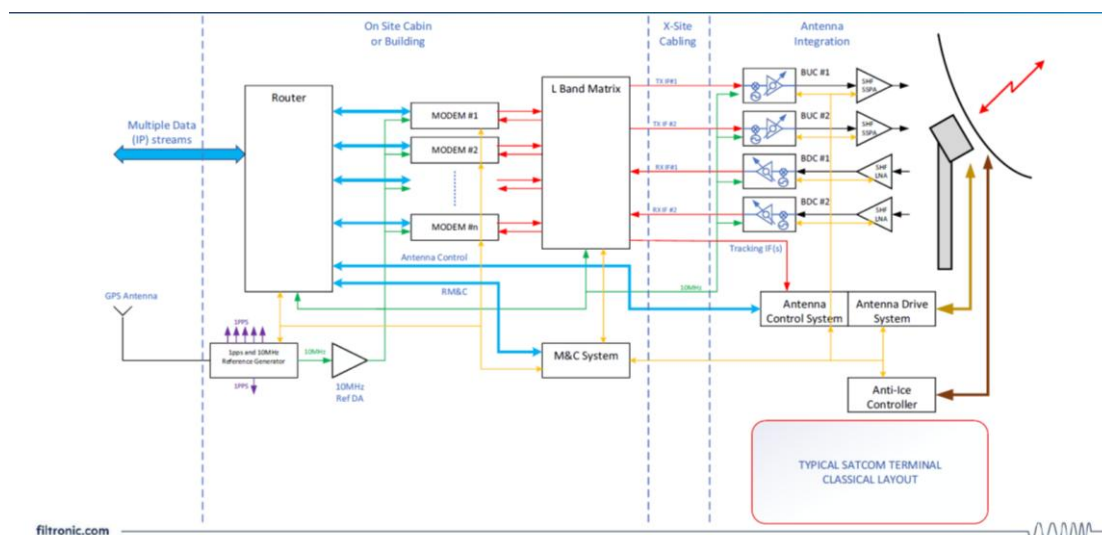 On Site Cabin
or Building
X-Site
Cabling
Antenna
Integration
Router
L Band Matrix
Multiple Data
(IP) streams
MODEM #1
MODEM #2
MODEM #n
TX IF#1
TX IF #2
RX IF#1
RX IF #2
BUC #1
BUC #2
BDC #1
BDC #2
SHF
SSPA
SHF
SSPA
SHF
LNA
SHF
LNA
Tracking IF(s)
Antenna Control
RM&C
10MHz
GPS Antenna
1PPS
1pps and 10MHz
Reference Generator
1PPS
10MHz
10MHz
Ref DA
M&C System
Antenna
Control System
Antenna Drive
System
Anti-Ice
Controller
TYPICAL SATCOM TERMINAL
CLASSICAL LAYOUT
filtronic.com